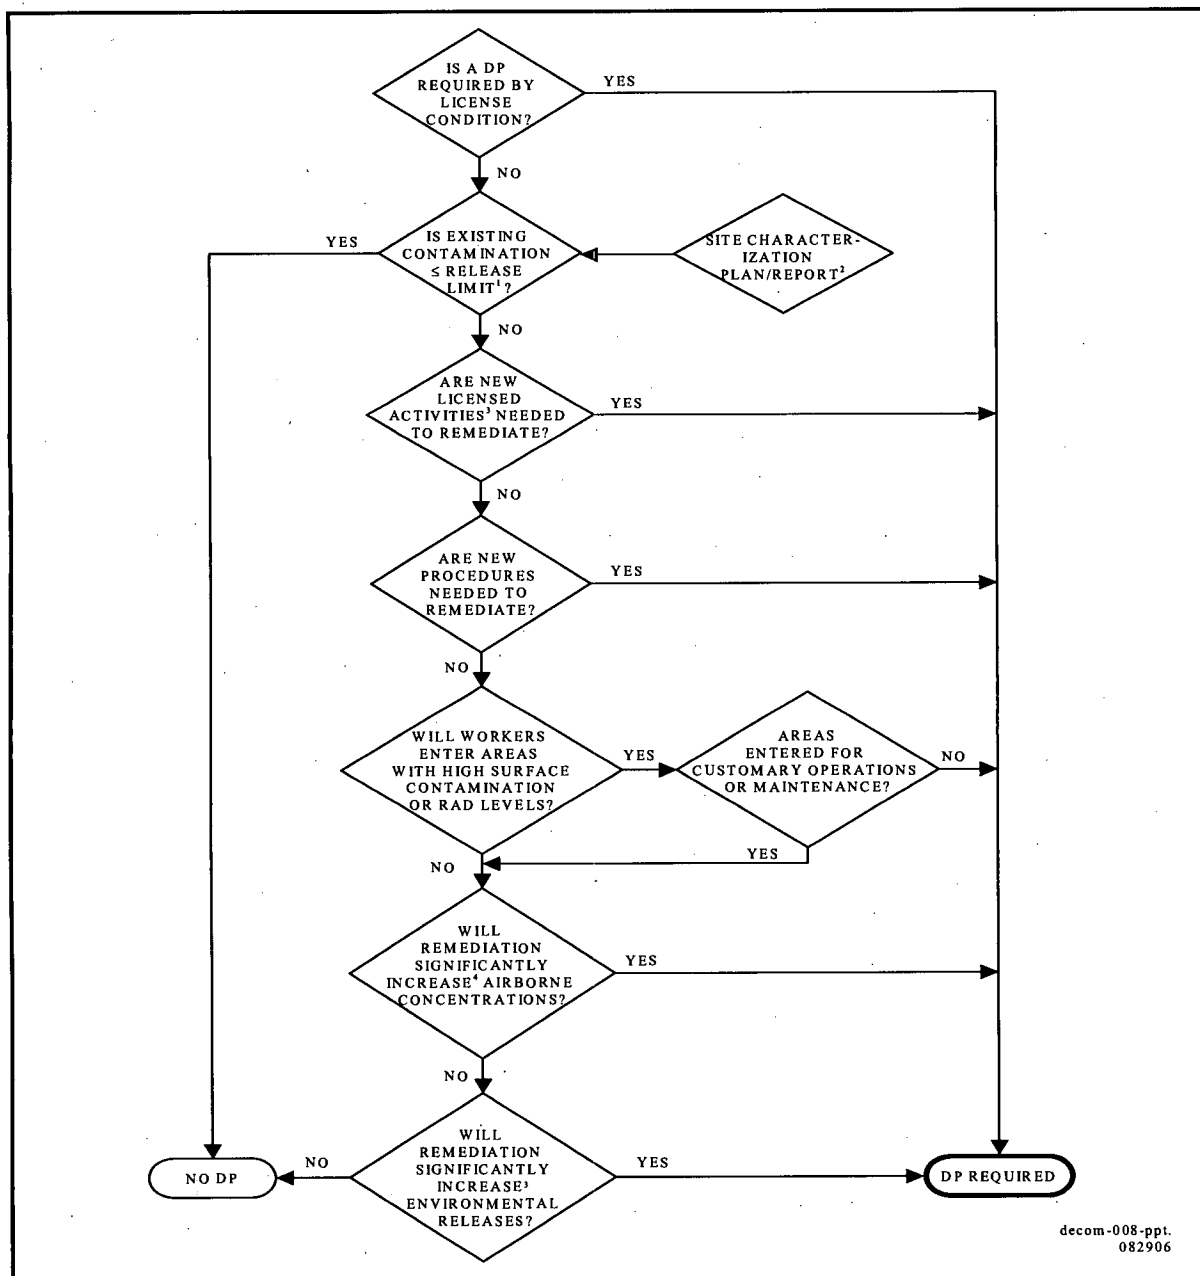 IS A DP
REQUIRED BY
LICENSE
CONDITION?
YES
NO
IS EXISTING
CONTAMINATION
≤ RELEASE
LIMIT¹?
YES
SITE CHARACTER-
IZATION
PLAN/REPORT²
NO
ARE NEW
LICENSED
ACTIVITIES³ NEEDED
TO REMEDIATE?
YES
NO
ARE NEW
PROCEDURES
NEEDED TO
REMEDIATE?
YES
NO
WILL WORKERS
ENTER AREAS
WITH HIGH SURFACE
CONTAMINATION
OR RAD LEVELS?
YES
AREAS
ENTERED FOR
CUSTOMARY OPERATIONS
OR MAINTENANCE?
NO
YES
NO
WILL
REMEDIATION
SIGNIFICANTLY
INCREASE⁴ AIRBORNE
CONCENTRATIONS?
YES
NO
WILL
REMEDIATION
SIGNIFICANTLY
INCREASE³
ENVIRONMENTAL
RELEASES?
NO
NO DP
YES
DP REQUIRED
decom-008-ppt.
082906